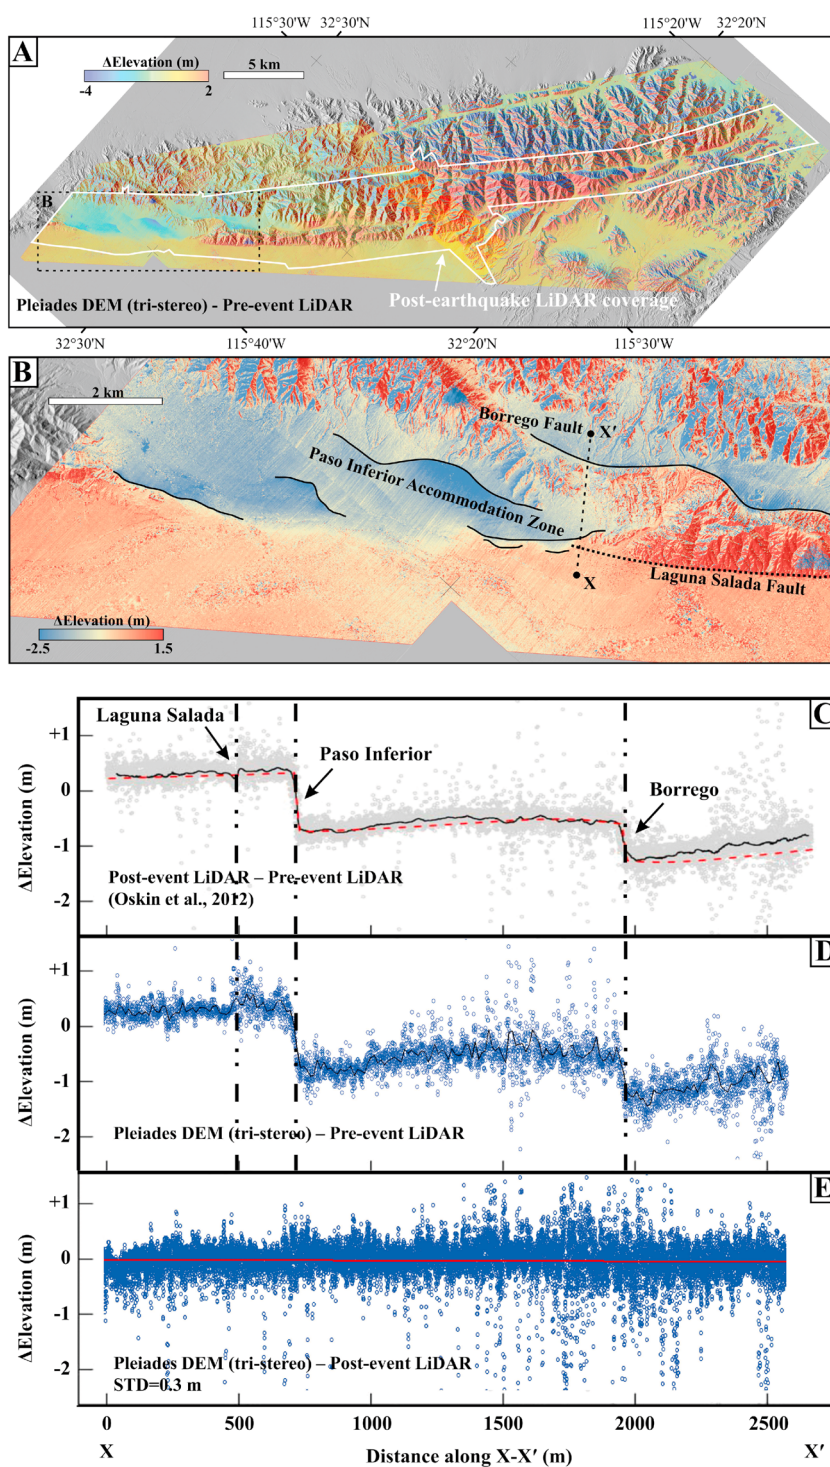 115°30'W 32°30'N 115°20'W 32°20'N
A
ΔElevation (m)
-4 2
5 km
B
Post-earthquake LiDAR coverage
Pleiades DEM (tri-stereo) - Pre-event LiDAR
32°30'N 115°40'W 32°20'N 115°30'W
B
2 km
Borrego Fault
X′
Paso Inferior Accommodation Zone
X
Laguna Salada Fault
ΔElevation (m)
-2.5 1.5
C
Laguna Salada
Paso Inferior
Borrego
+1
0
-1
-2
ΔElevation (m)
Post-event LiDAR – Pre-event LiDAR
(Oskin et al., 2012)
D
+1
0
-1
-2
ΔElevation (m)
Pleiades DEM (tri-stereo) – Pre-event LiDAR
E
+1
0
-1
-2
ΔElevation (m)
Pleiades DEM (tri-stereo) – Post-event LiDAR
STD=0.3 m
0 500 1000 1500 2000 2500
X Distance along X-X′ (m) X′